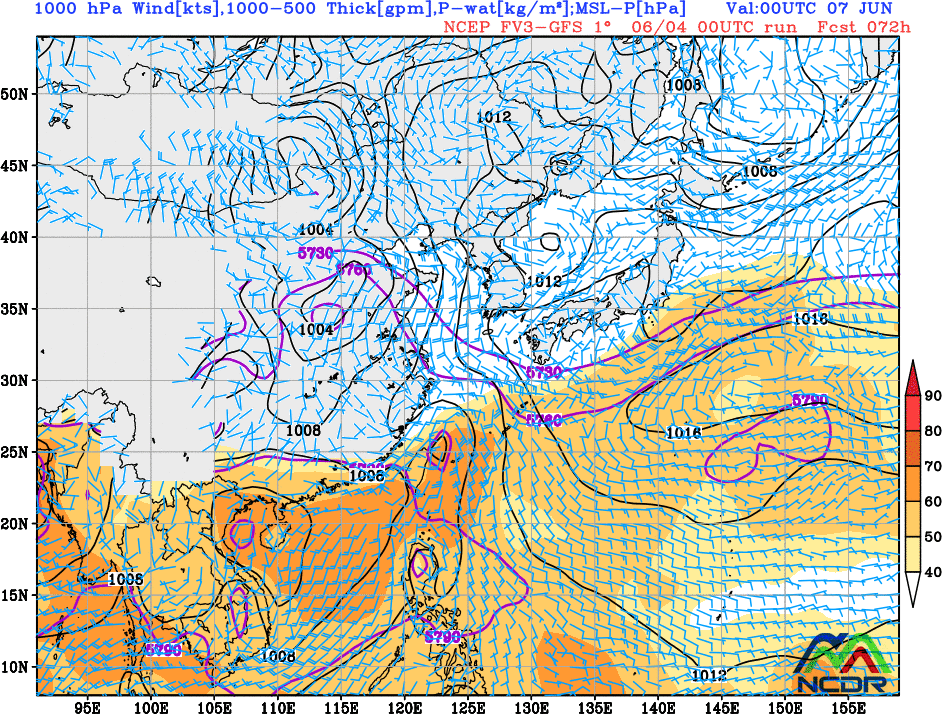 1000 hPa Wind[kts],1000-500 Thick[gpm],P-wat[kg/m²];MSL-P[hPa] Val:00UTC 07 JUN
NCEP FV3-GFS 1° 06/04 00UTC run Fcst 072h
50N
1008
1012
45N
1008
1004
40N
5730
5760
1012
35N
1004
1016
30N
5730
90
5790
5760
1008
1016
80
25N
1008
70
20N
60
50
1008
40
15N
5790
5790
1008
10N
1012
NCDR
95E 100E 105E 110E 115E 120E 125E 130E 135E 140E 145E 150E 155E